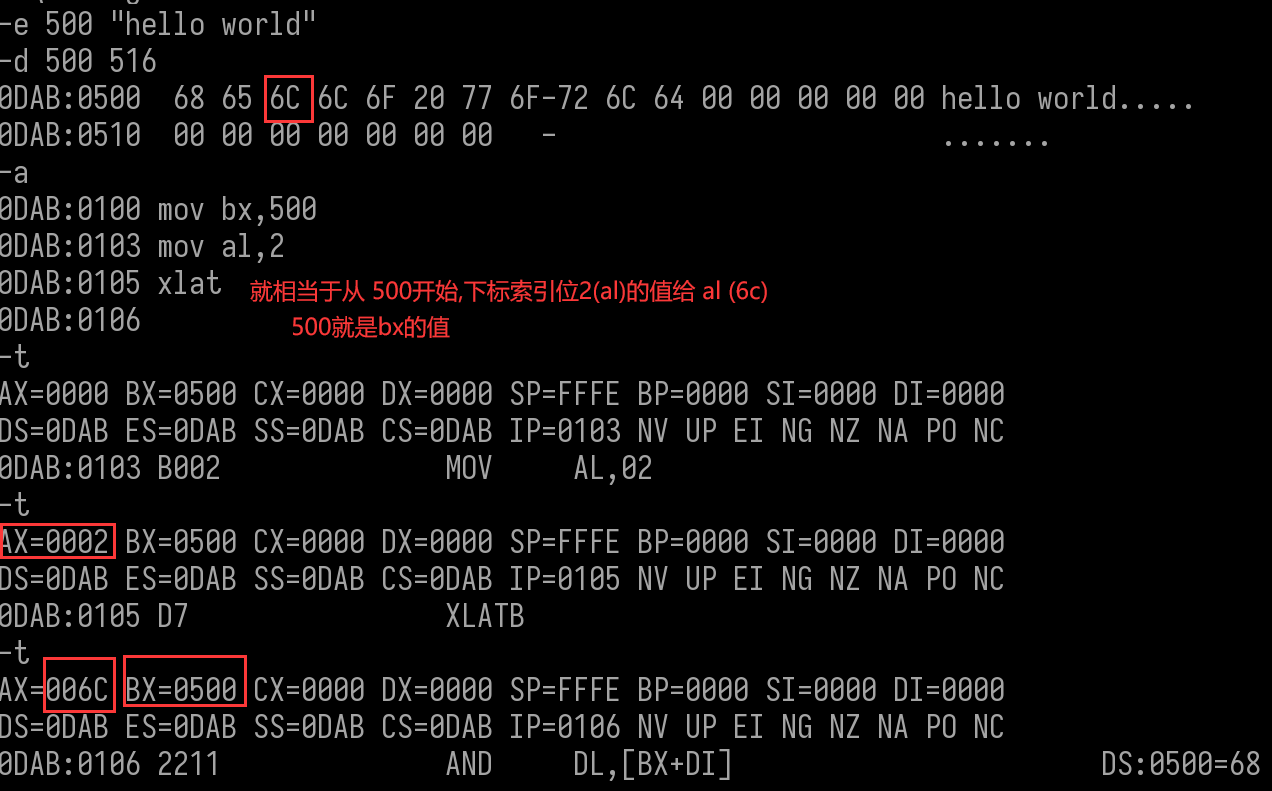 -e 500 "hello world"
-d 500 516
0DAB:0500  68 65 6C 6C 6F 20 77 6F-72 6C 64 00 00 00 00 00 hello world.....
0DAB:0510  00 00 00 00 00 00 00   -                        .......
-a
0DAB:0100 mov bx,500
0DAB:0103 mov al,2
0DAB:0105 xlat  就相当于从 500开始,下标索引位2(al)的值给 al (6c)
0DAB:0106
500就是bx的值
-t
AX=0000 BX=0500 CX=0000 DX=0000 SP=FFFE BP=0000 SI=0000 DI=0000
DS=0DAB ES=0DAB SS=0DAB CS=0DAB IP=0103 NV UP EI NG NZ NA PO NC
0DAB:0103 B002              MOV     AL,02
-t
AX=0002 BX=0500 CX=0000 DX=0000 SP=FFFE BP=0000 SI=0000 DI=0000
DS=0DAB ES=0DAB SS=0DAB CS=0DAB IP=0105 NV UP EI NG NZ NA PO NC
0DAB:0105 D7                XLATB
-t
AX=006C BX=0500 CX=0000 DX=0000 SP=FFFE BP=0000 SI=0000 DI=0000
DS=0DAB ES=0DAB SS=0DAB CS=0DAB IP=0106 NV UP EI NG NZ NA PO NC
0DAB:0106 2211              AND     DL,[BX+DI]                       DS:0500=68